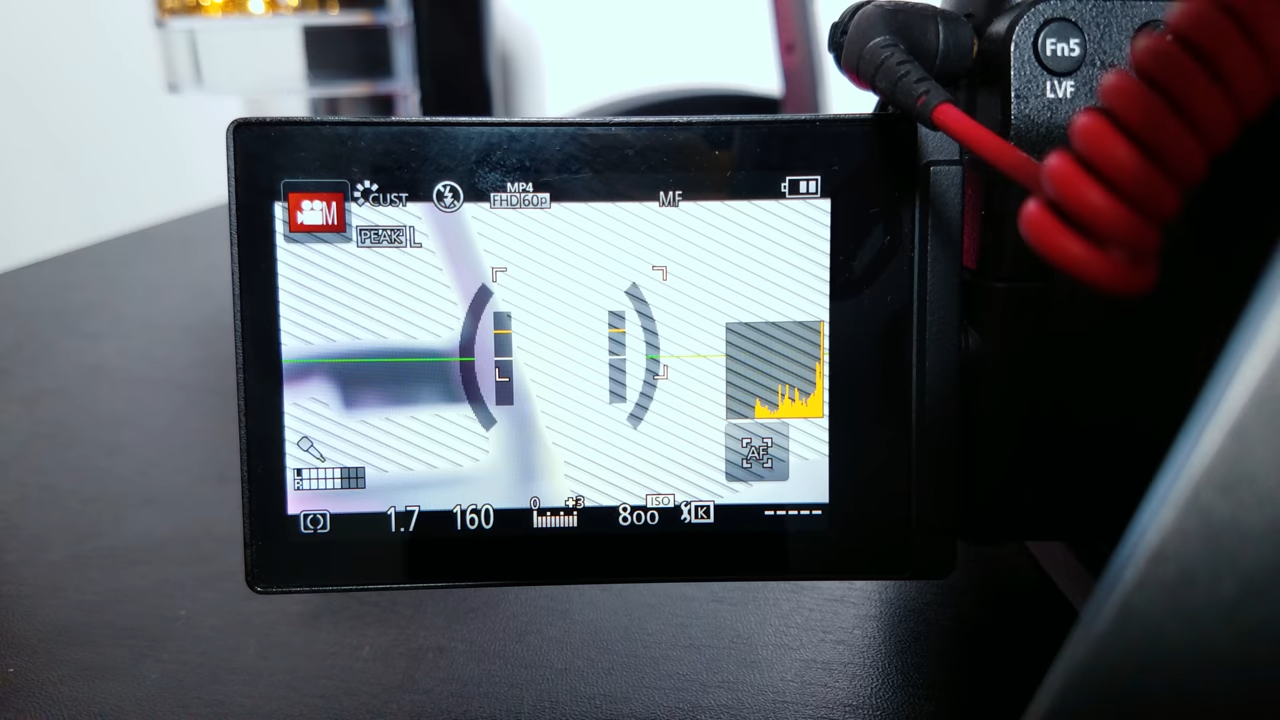 Fn5
LVF
M
CUST
MP4
FHD 60p
MF
PEAK L
AF
L
R
1.7
160
0 +3
ISO
800
K
-----